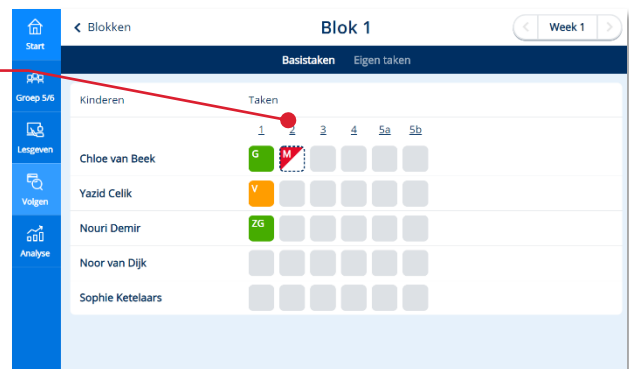 Start
Groep 5/6
Lesgeven
Volgen
Analyse
Blokken
Blok 1
Week 1
Basistaken Eigen taken
Kinderen Taken
1 2 3 4 5a 5b
Chloe van Beek G M
Yazid Celik V
Nouri Demir ZG
Noor van Dijk
Sophie Ketelaars